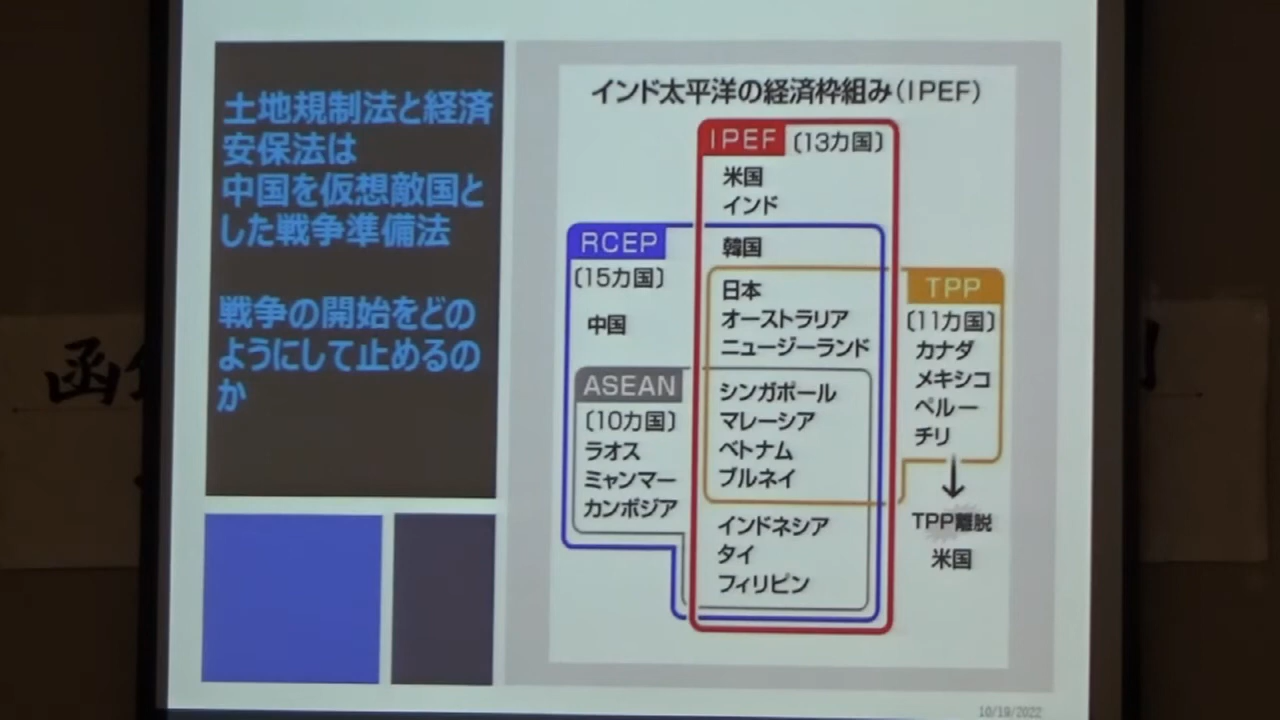 土地規制法と経済
安保法は
中国を仮想敵国と
した戦争準備法
戦争の開始をどの
ようにして止めるの
か
インド太平洋の経済枠組み(IPEF)
IPEF (13カ国)
米国
インド
RCEP
(15カ国)
中国
韓国
日本
オーストラリア
ニュージーランド
TPP
(11カ国)
カナダ
メキシコ
ペルー
チリ
ASEAN
(10カ国)
ラオス
ミャンマー
カンボジア
シンガポール
マレーシア
ベトナム
ブルネイ
インドネシア
タイ
フィリピン
TPP離脱
米国
10/19/2022
函